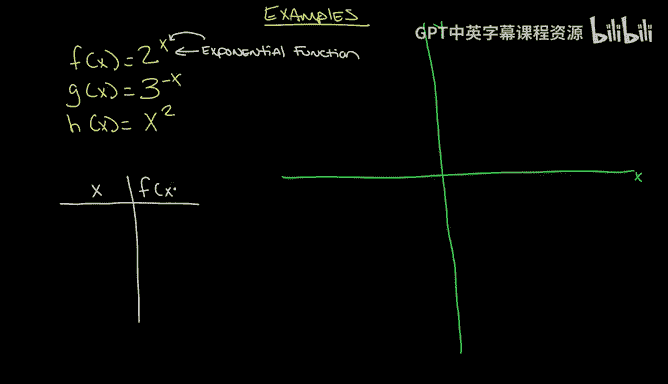 EXAMPLES
GPT中英字幕课程资源 bilibili
f(x)=2^x ← EXPONENTIAL FUNCTION
g(x)=3^-x
h(x)=x^2
x f(x
x